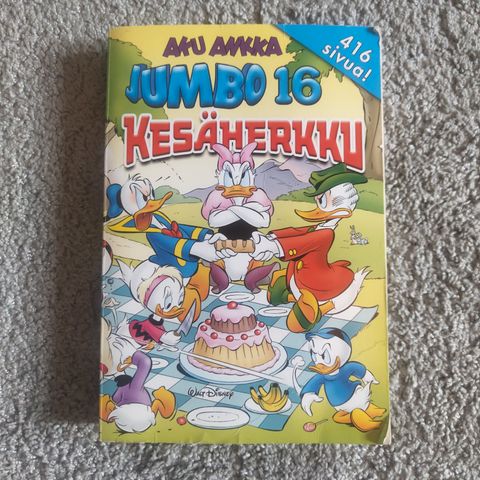 AKU ANKKA
JUMBO 16
KESÄHERKKU
416
sivua!
WALT DISNEY